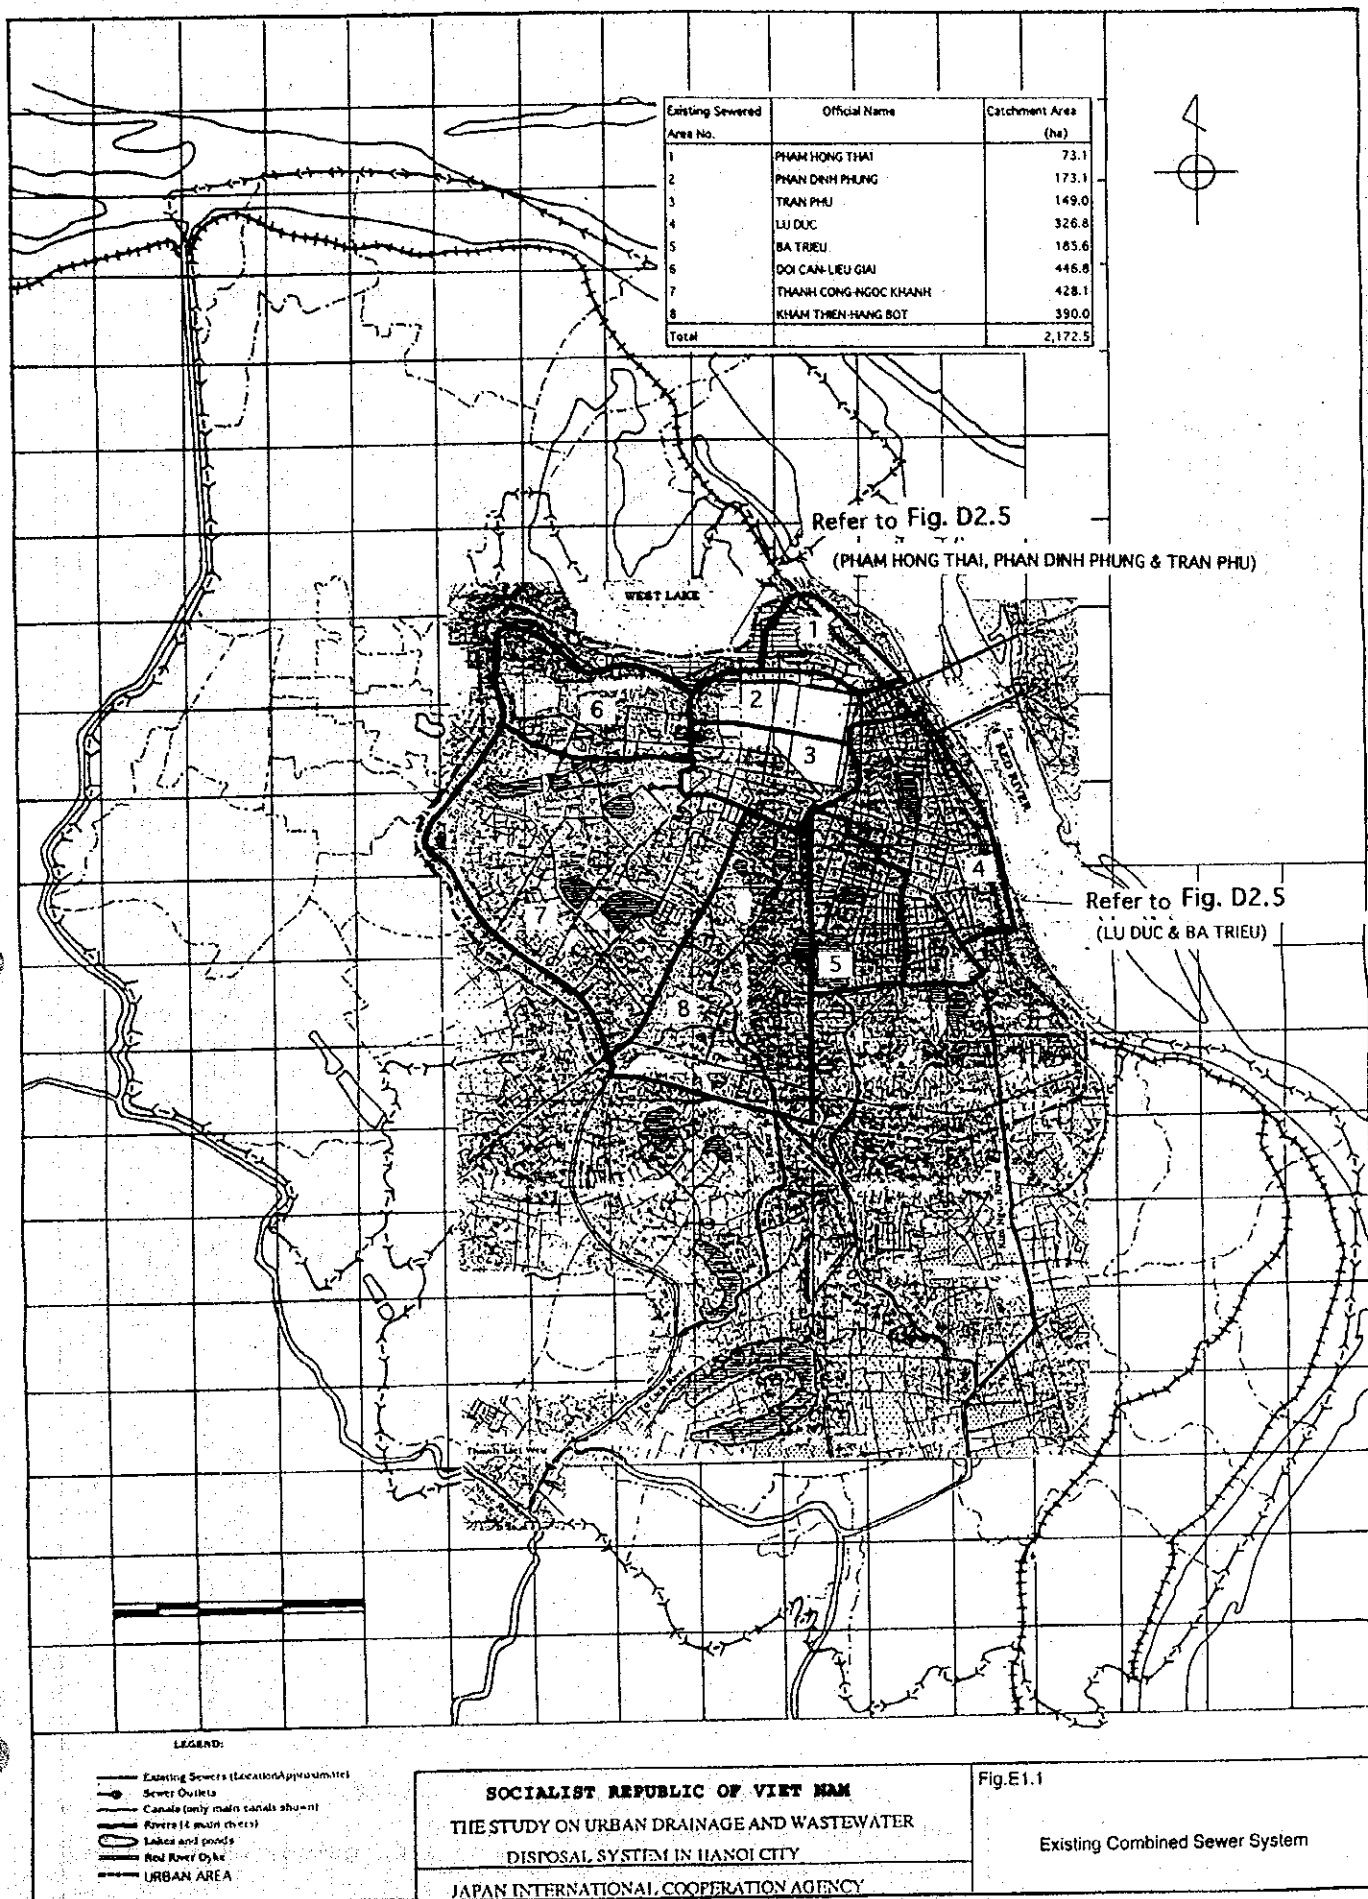 Existing Sewered Area No. Official Name Catchment Area (ha)
1 PHAM HONG THAI 73.1
2 PHAN DINH PHUNG 173.1
3 TRAN PHU 149.0
4 LU DUC 326.8
5 BA TRIEU 185.6
6 DOI CAN-LIEU GIAI 446.8
7 THANH CONG-NGOC KHANH 428.1
8 KHAM THIEN-HANG BOT 390.0
Total 2,172.5
Refer to Fig. D2.5
(PHAM HONG THAI, PHAN DINH PHUNG & TRAN PHU)
WEST LAKE
1
2
6
3
RED RIVER
4
Refer to Fig. D2.5
(LU DUC & BA TRIEU)
7
5
8
LEGEND:
Existing Sewers (Location Approximate)
Sewer Outlets
Canals (only main canals shown)
Rivers (4 main rivers)
Lakes and ponds
Red River Dyke
URBAN AREA
SOCIALIST REPUBLIC OF VIET NAM
THE STUDY ON URBAN DRAINAGE AND WASTEWATER
DISPOSAL SYSTEM IN HANOI CITY
JAPAN INTERNATIONAL COOPERATION AGENCY
Fig.E1.1
Existing Combined Sewer System